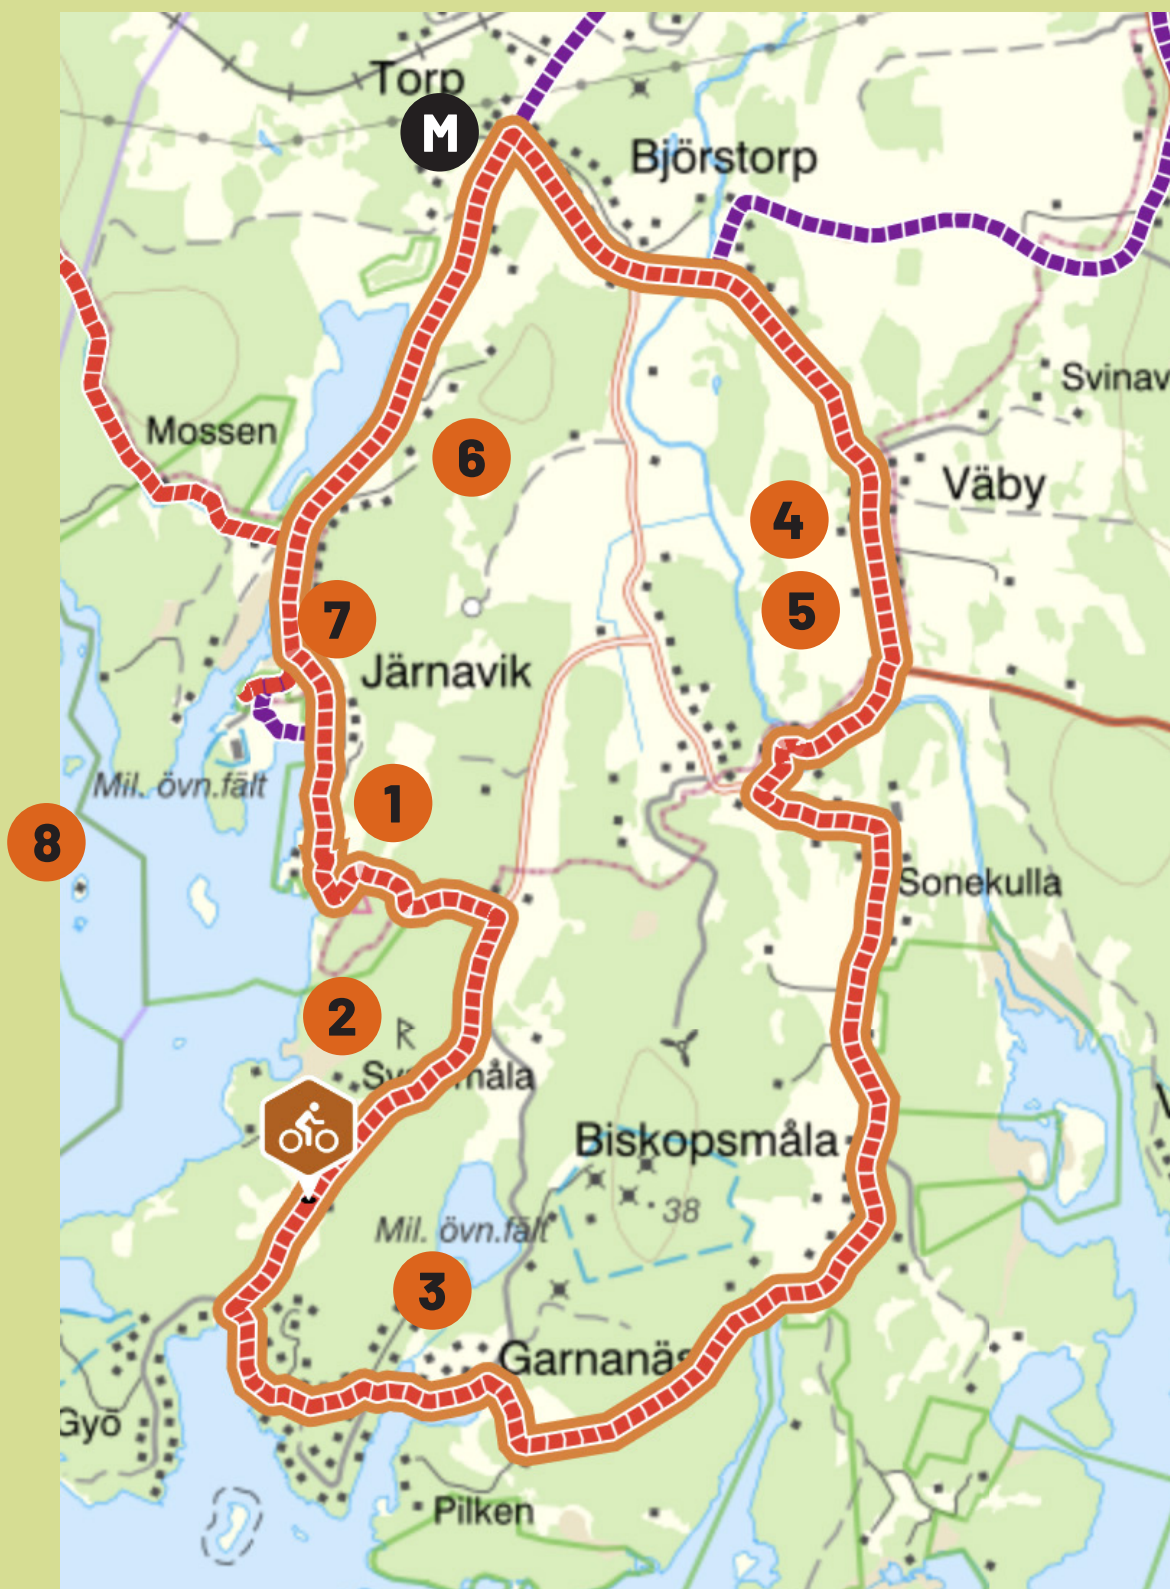 Torp
M
Björstorp
Svinav
Mossen
6
Väby
4
5
7
Järnavik
Mil. övn.fält
1
8
Sonekulla
2
R
måla
Biskopsmåla
38
Mil. övn.fält
3
Garnanäs
Gyö
Pilken